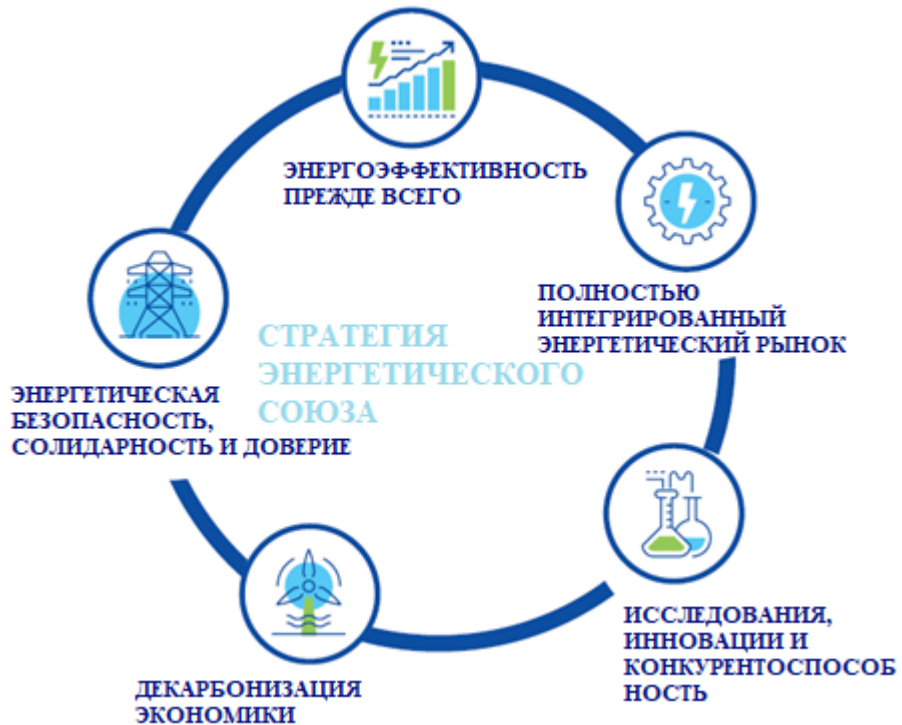 ЭНЕРГОЭФФЕКТИВНОСТЬ
ПРЕЖДЕ ВСЕГО
ПОЛНОСТЬЮ
ИНТЕГРИРОВАННЫЙ
ЭНЕРГЕТИЧЕСКИЙ РЫНОК
СТРАТЕГИЯ
ЭНЕРГЕТИЧЕСКОГО
СОЮЗА
ЭНЕРГЕТИЧЕСКАЯ
БЕЗОПАСНОСТЬ,
СОЛИДАРНОСТЬ И ДОВЕРИЕ
ИССЛЕДОВАНИЯ,
ИННОВАЦИИ И
КОНКУРЕНТОСПОСОБ
НОСТЬ
ДЕКАРБОНИЗАЦИЯ
ЭКОНОМИКИ